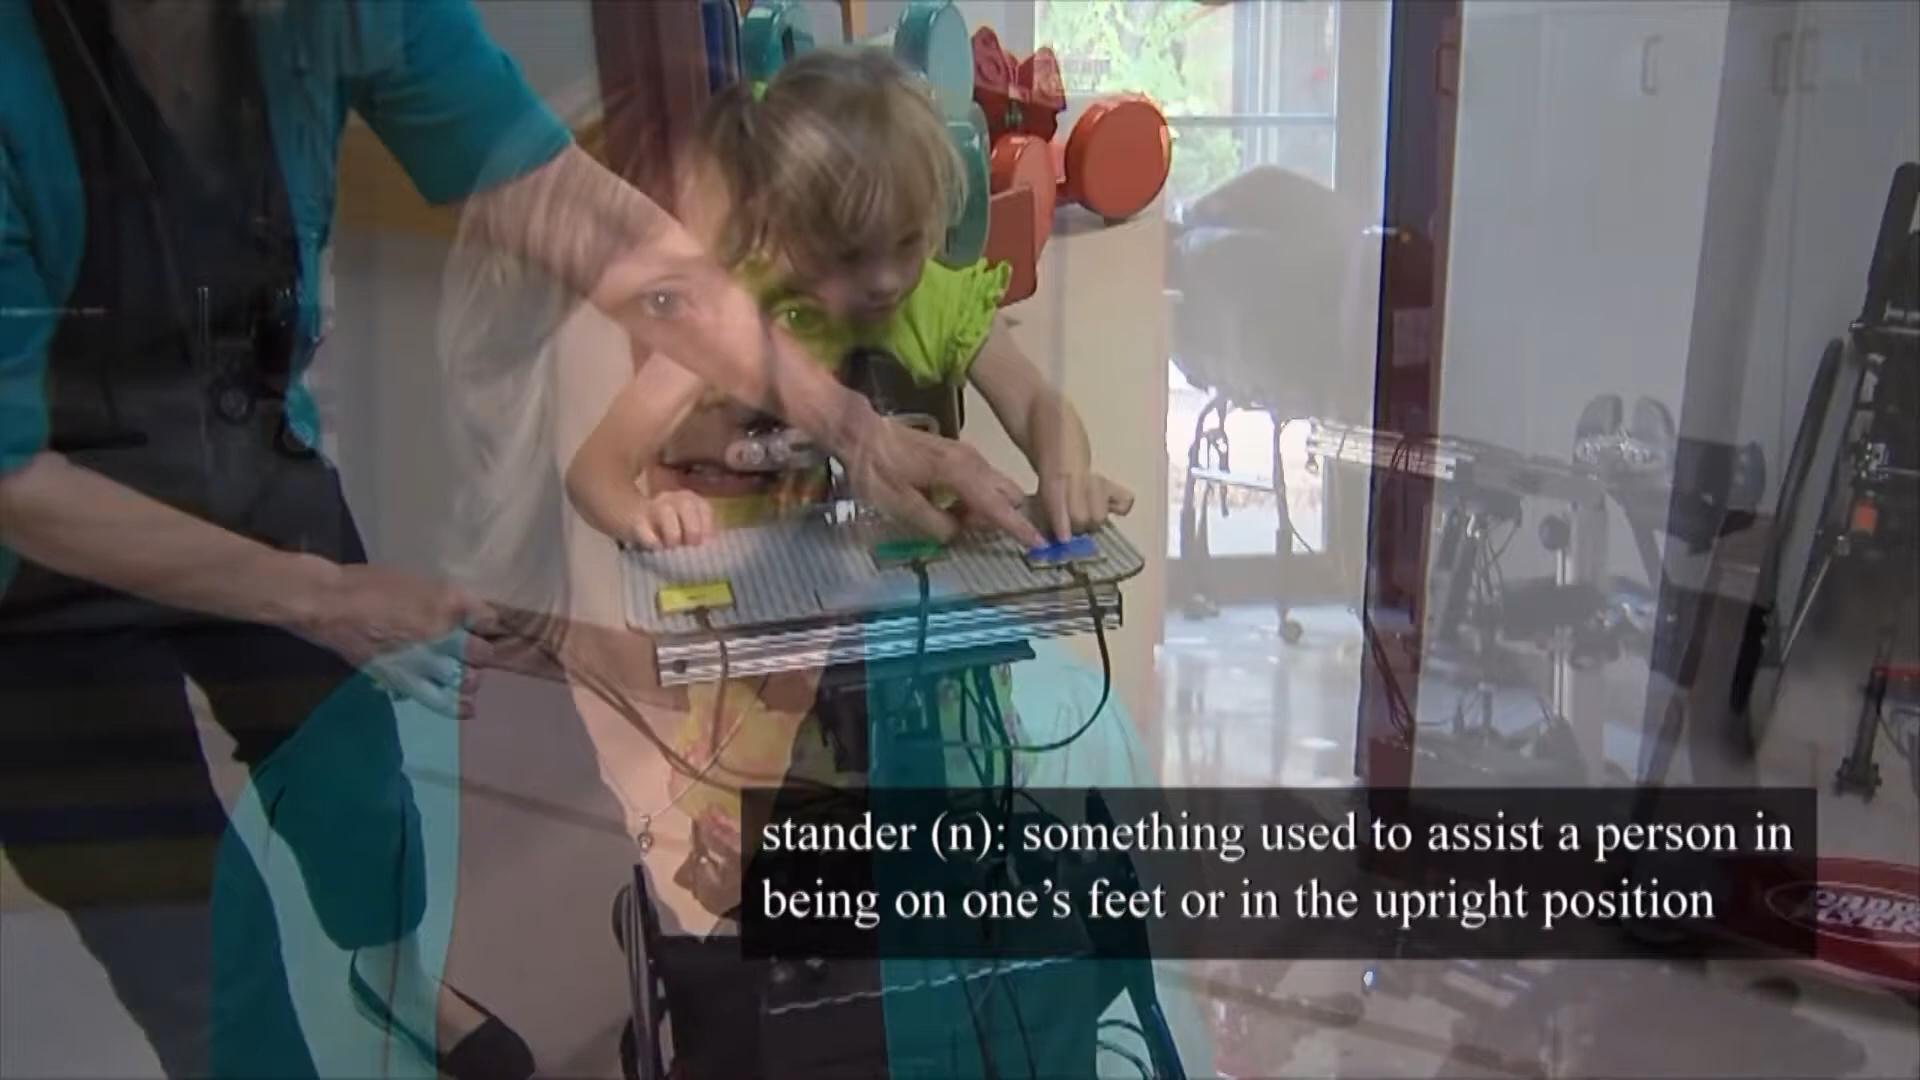 stander (n): something used to assist a person in
being on one’s feet or in the upright position